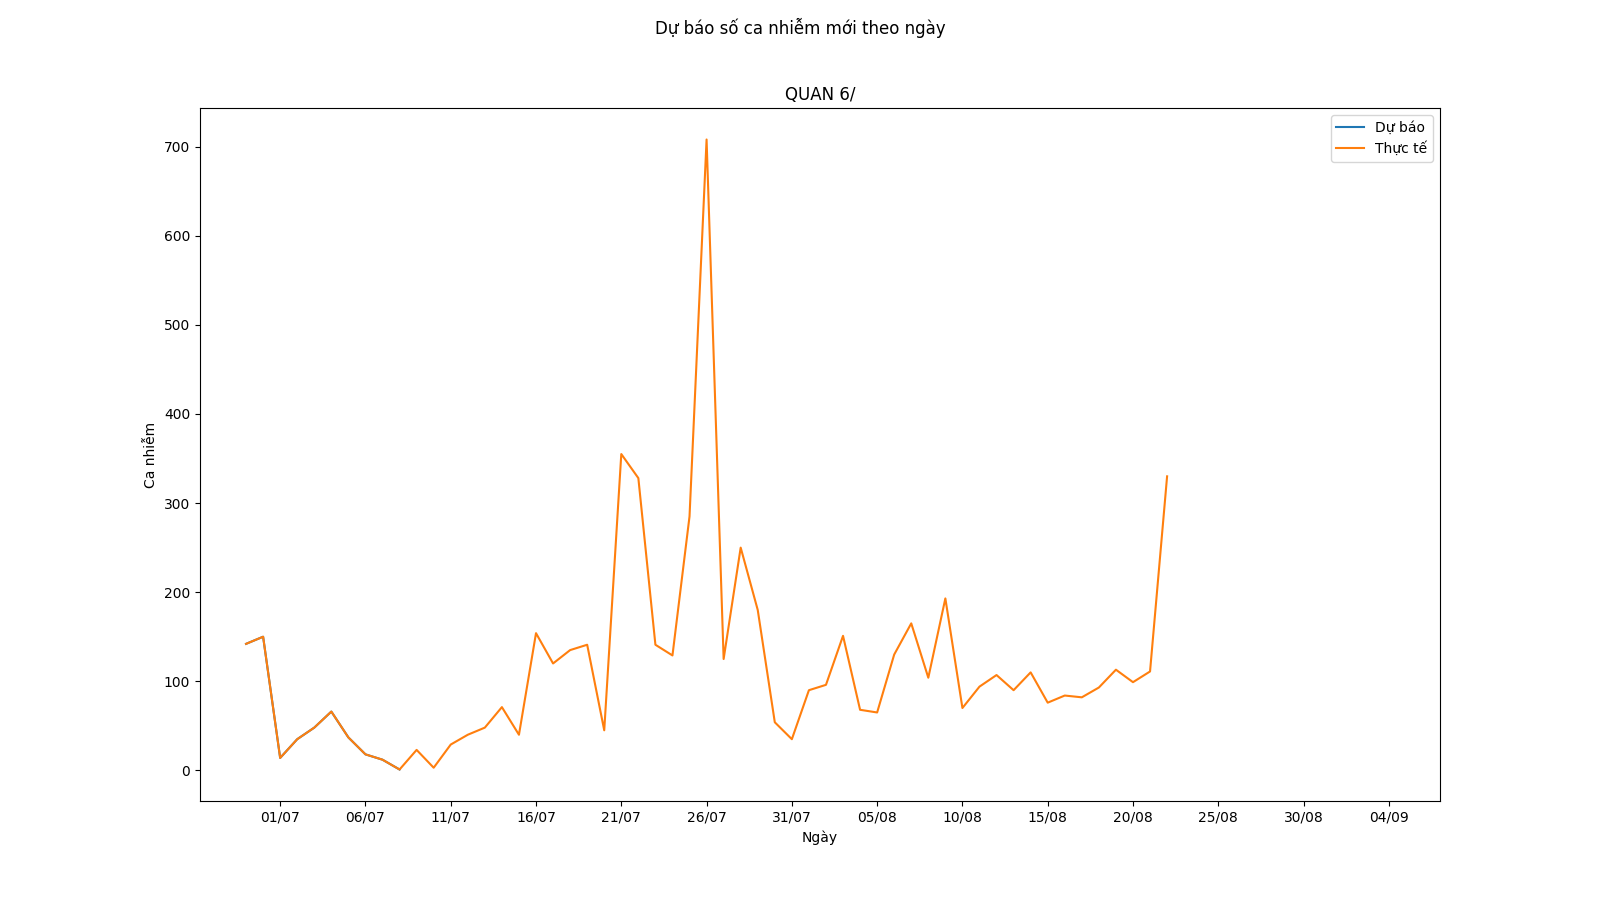 Dự báo số ca nhiễm mới theo ngày
QUAN 6/
Dự báo
Thực tế
700
600
500
400
300
200
100
0
Ca nhiễm
01/07 06/07 11/07 16/07 21/07 26/07 31/07 05/08 10/08 15/08 20/08 25/08 30/08 04/09
Ngày